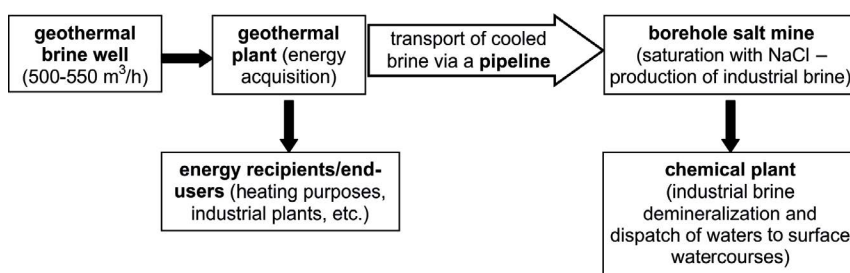 geothermal
brine well
(500-550 m³/h)
geothermal
plant (energy
acquisition)
transport of cooled
brine via a pipeline
borehole salt mine
(saturation with NaCl –
production of industrial brine)
energy recipients/end-
users (heating purposes,
industrial plants, etc.)
chemical plant
(industrial brine
demineralization and
dispatch of waters to surface
watercourses)